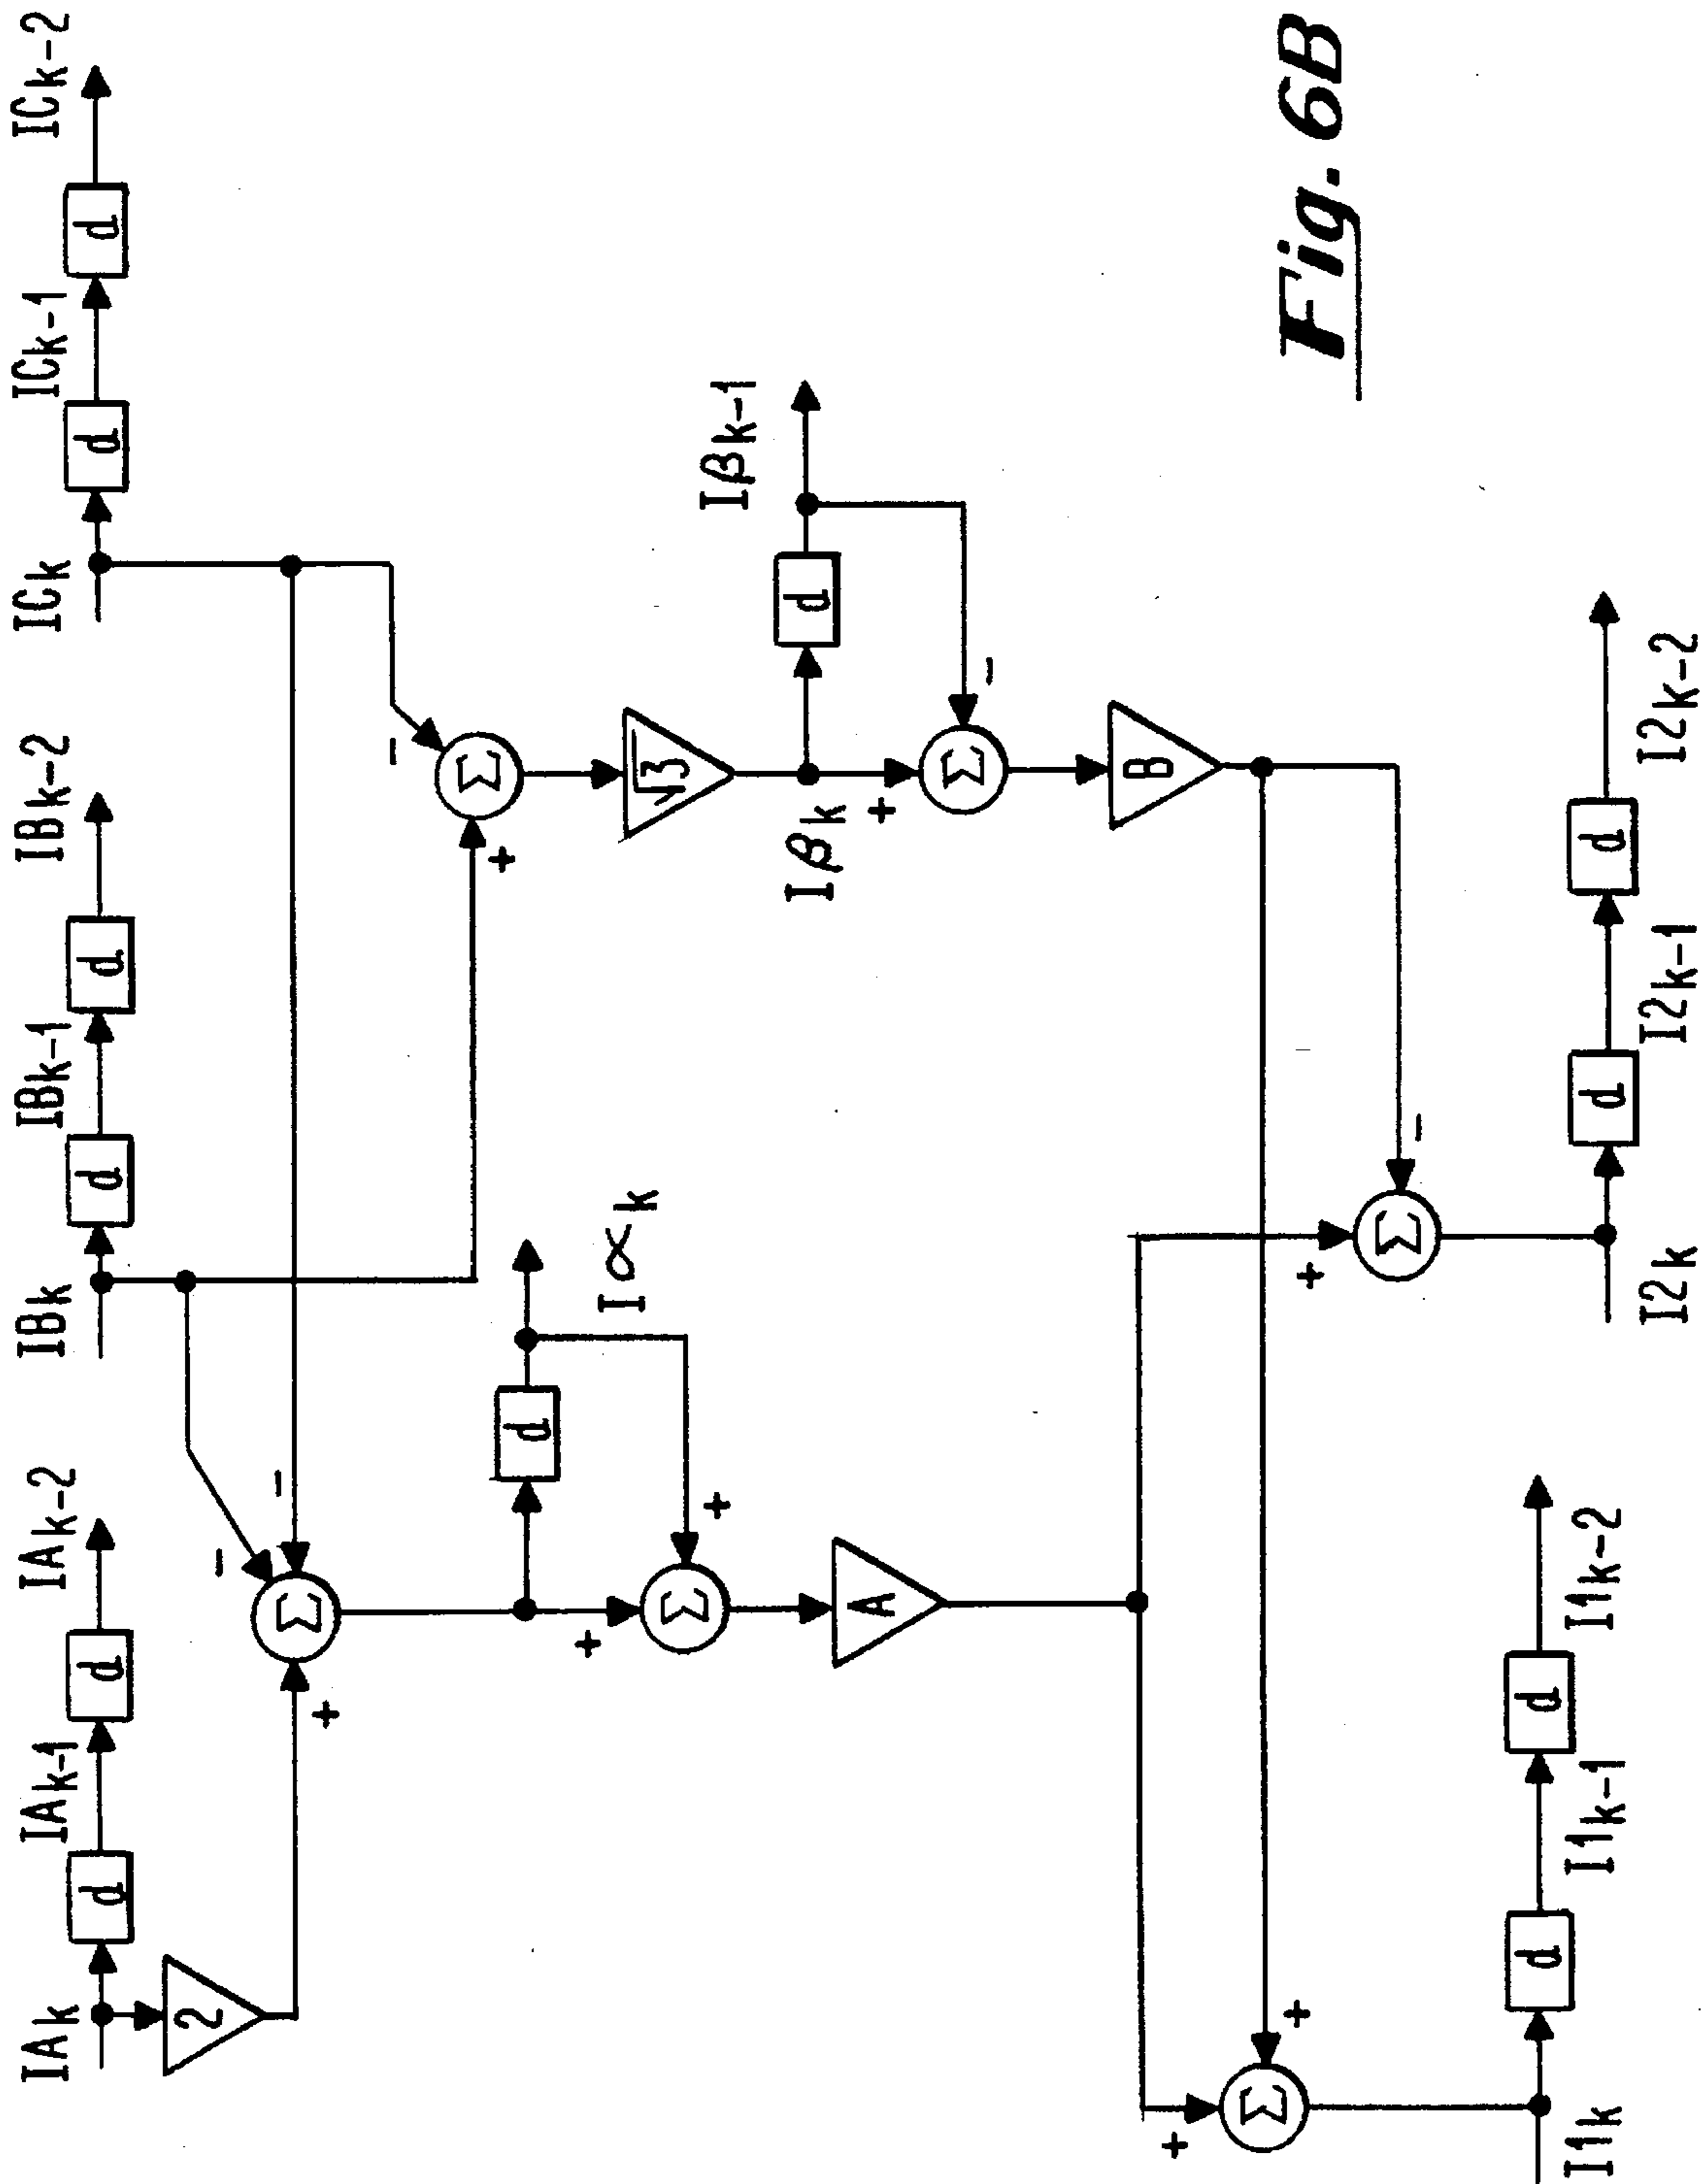 IAk IAk-1 IAk-2 IBk IBk-1 IBk-2 ICk ICk-1 ICk-2
d d d d d d
2
- -
+ Σ
-
+ Σ
√3
d
Iαk
+ +
Σ
Iβk
d
Iβk-1
+ -
Σ
A
B
+ +
Σ
+ -
Σ
I1k d I1k-1 d I1k-2
I2k d I2k-1 d I2k-2
Fig. 6B